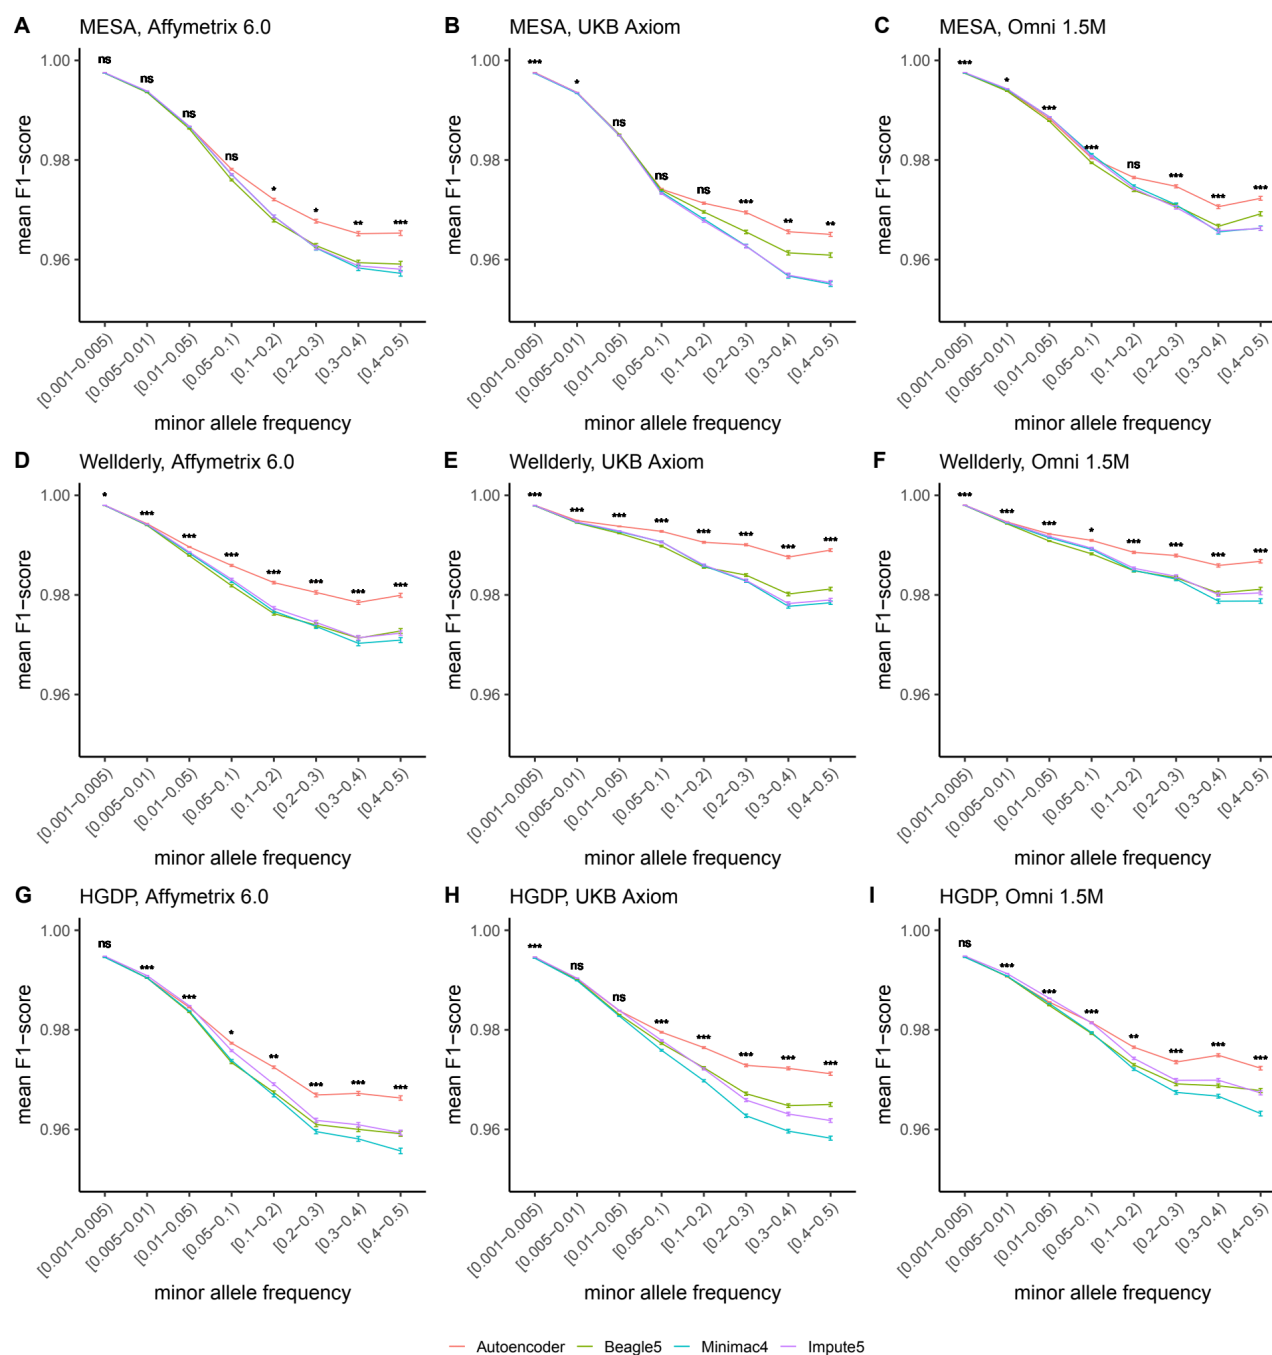 A MESA, Affymetrix 6.0
B MESA, UKB Axiom
C MESA, Omni 1.5M
mean F1−score
1.00
0.98
0.96
ns ns ns ns * * ** ***
[0.001−0.005) [0.005−0.01) [0.01−0.05) [0.05−0.1) [0.1−0.2) [0.2−0.3) [0.3−0.4) [0.4−0.5)
minor allele frequency
mean F1−score
1.00
0.98
0.96
*** * ns ns ns *** ** **
[0.001−0.005) [0.005−0.01) [0.01−0.05) [0.05−0.1) [0.1−0.2) [0.2−0.3) [0.3−0.4) [0.4−0.5)
minor allele frequency
mean F1−score
1.00
0.98
0.96
*** * *** *** ns *** *** ***
[0.001−0.005) [0.005−0.01) [0.01−0.05) [0.05−0.1) [0.1−0.2) [0.2−0.3) [0.3−0.4) [0.4−0.5)
minor allele frequency
D Wellderly, Affymetrix 6.0
E Wellderly, UKB Axiom
F Wellderly, Omni 1.5M
mean F1−score
1.00
0.98
0.96
* *** *** *** *** *** *** ***
[0.001−0.005) [0.005−0.01) [0.01−0.05) [0.05−0.1) [0.1−0.2) [0.2−0.3) [0.3−0.4) [0.4−0.5)
minor allele frequency
mean F1−score
1.00
0.98
0.96
*** *** *** *** *** *** *** ***
[0.001−0.005) [0.005−0.01) [0.01−0.05) [0.05−0.1) [0.1−0.2) [0.2−0.3) [0.3−0.4) [0.4−0.5)
minor allele frequency
mean F1−score
1.00
0.98
0.96
*** *** *** * *** *** *** ***
[0.001−0.005) [0.005−0.01) [0.01−0.05) [0.05−0.1) [0.1−0.2) [0.2−0.3) [0.3−0.4) [0.4−0.5)
minor allele frequency
G HGDP, Affymetrix 6.0
H HGDP, UKB Axiom
I HGDP, Omni 1.5M
mean F1−score
1.00
0.98
0.96
ns *** *** * ** *** *** ***
[0.001−0.005) [0.005−0.01) [0.01−0.05) [0.05−0.1) [0.1−0.2) [0.2−0.3) [0.3−0.4) [0.4−0.5)
minor allele frequency
mean F1−score
1.00
0.98
0.96
*** ns ns *** *** *** *** ***
[0.001−0.005) [0.005−0.01) [0.01−0.05) [0.05−0.1) [0.1−0.2) [0.2−0.3) [0.3−0.4) [0.4−0.5)
minor allele frequency
mean F1−score
1.00
0.98
0.96
ns *** *** *** ** *** *** ***
[0.001−0.005) [0.005−0.01) [0.01−0.05) [0.05−0.1) [0.1−0.2) [0.2−0.3) [0.3−0.4) [0.4−0.5)
minor allele frequency
Autoencoder Beagle5 Minimac4 Impute5